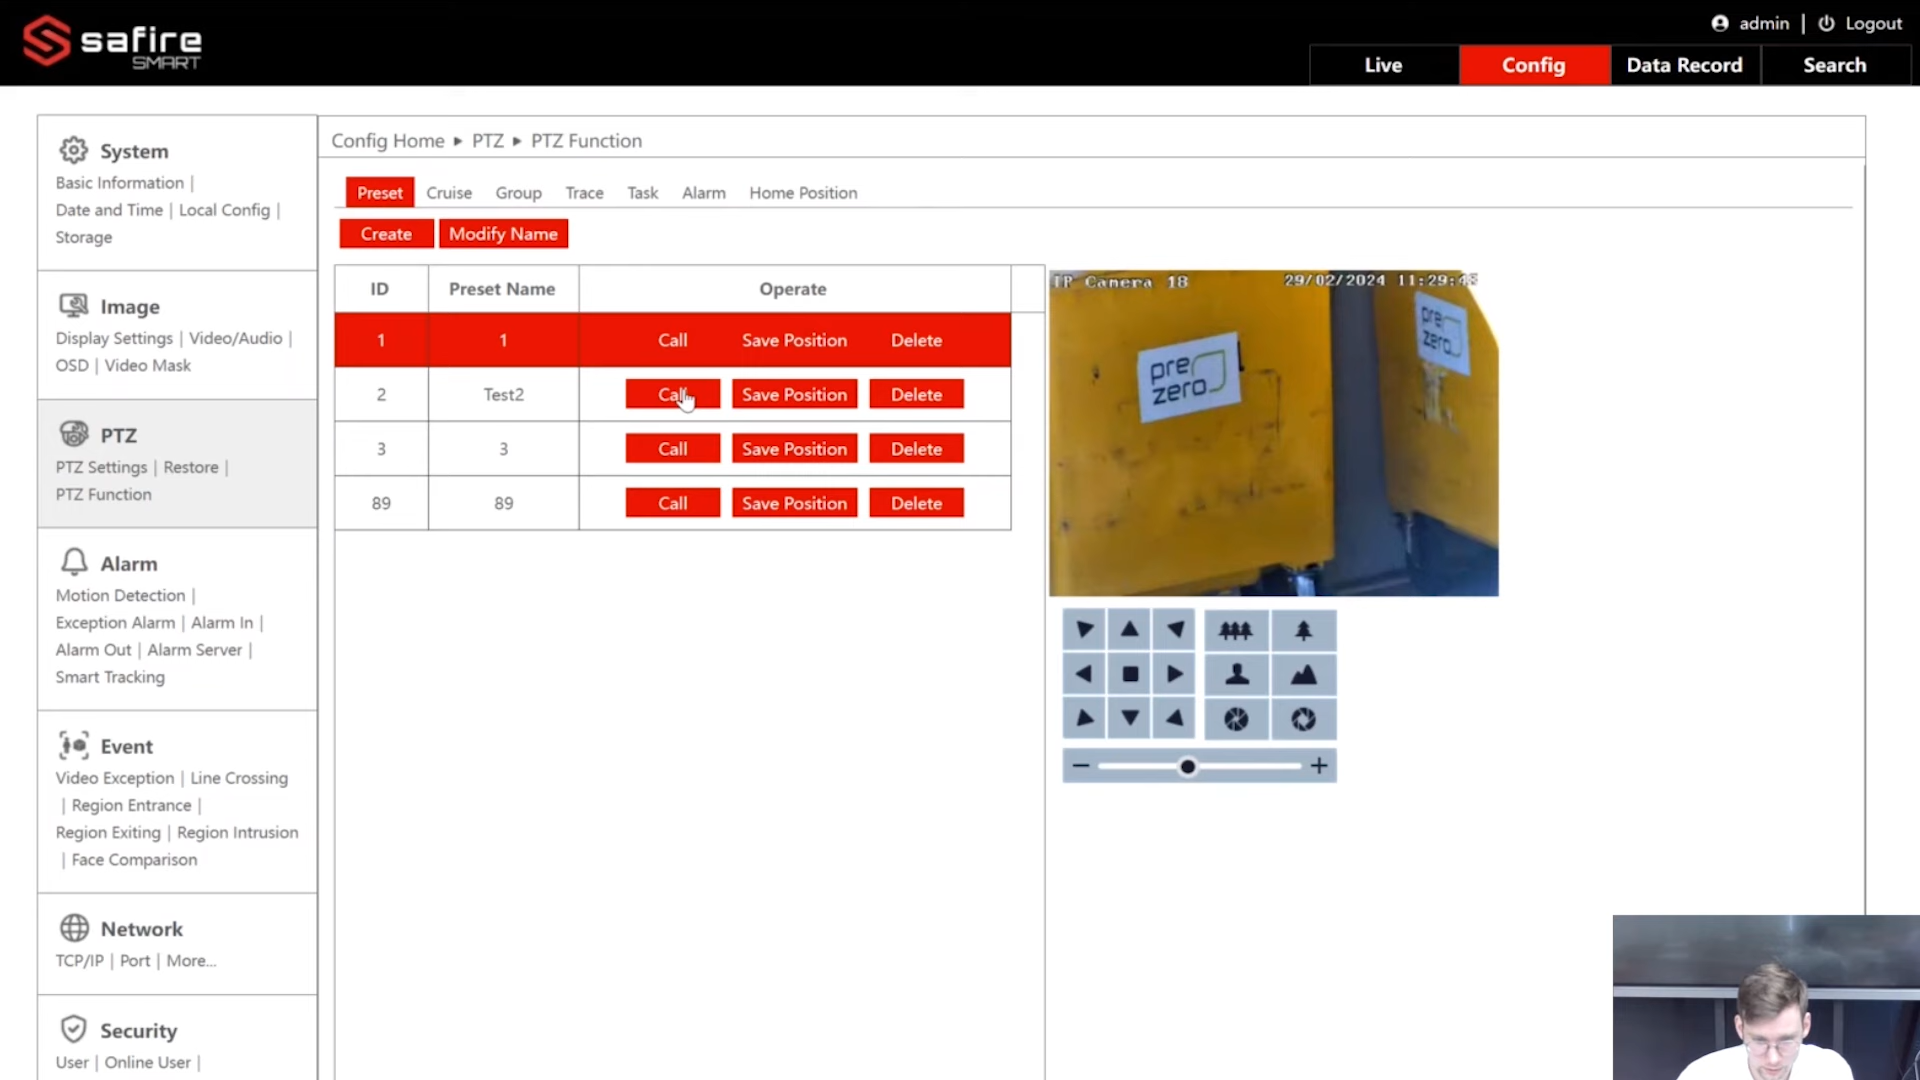 safire
SMART
admin | Logout
Live Config Data Record Search
System
Basic Information |
Date and Time | Local Config |
Storage
Image
Display Settings | Video/Audio |
OSD | Video Mask
PTZ
PTZ Settings | Restore |
PTZ Function
Alarm
Motion Detection |
Exception Alarm | Alarm In |
Alarm Out | Alarm Server |
Smart Tracking
Event
Video Exception | Line Crossing
| Region Entrance |
Region Exiting | Region Intrusion
| Face Comparison
Network
TCP/IP | Port | More...
Security
User | Online User |
Config Home ▸ PTZ ▸ PTZ Function
Preset Cruise Group Trace Task Alarm Home Position
Create Modify Name
ID Preset Name Operate
1 1 Call Save Position Delete
2 Test2 Call Save Position Delete
3 3 Call Save Position Delete
89 89 Call Save Position Delete
IP Camera 18 29/02/2024 11:29:45
pre
zero
pre
zero